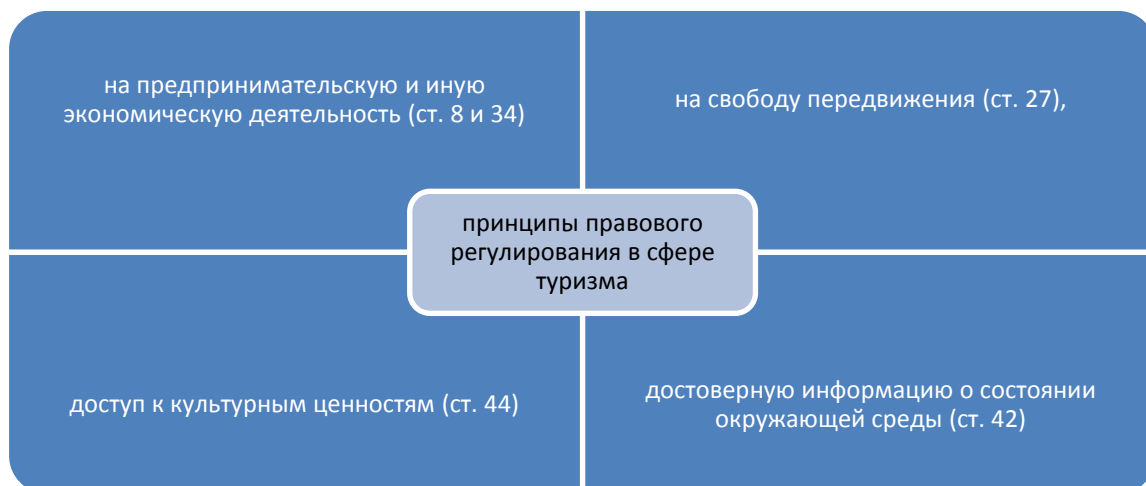 на предпринимательскую и иную
экономическую деятельность (ст. 8 и 34)
на свободу передвижения (ст. 27),
принципы правового
регулирования в сфере
туризма
доступ к культурным ценностям (ст. 44)
достоверную информацию о состоянии
окружающей среды (ст. 42)